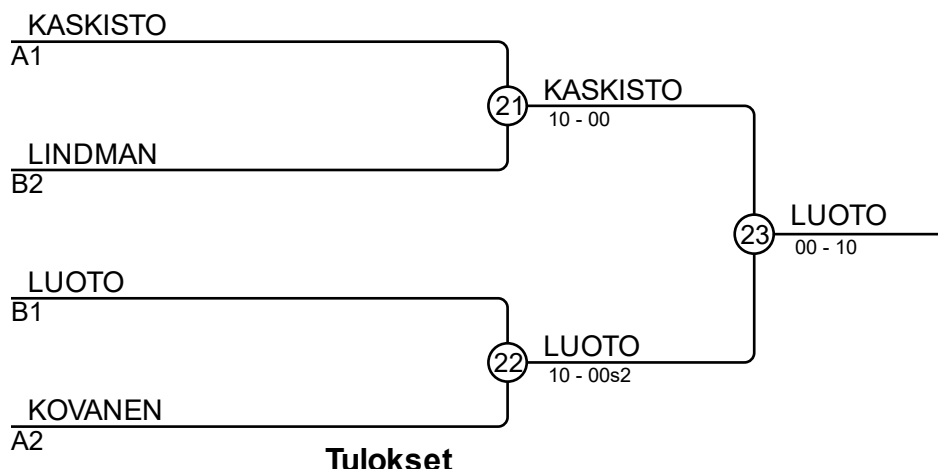 KASKISTO
A1
21
KASKISTO
10 - 00
LINDMAN
B2
23
LUOTO
00 - 10
LUOTO
B1
22
LUOTO
10 - 00s2
KOVANEN
A2
Tulokset